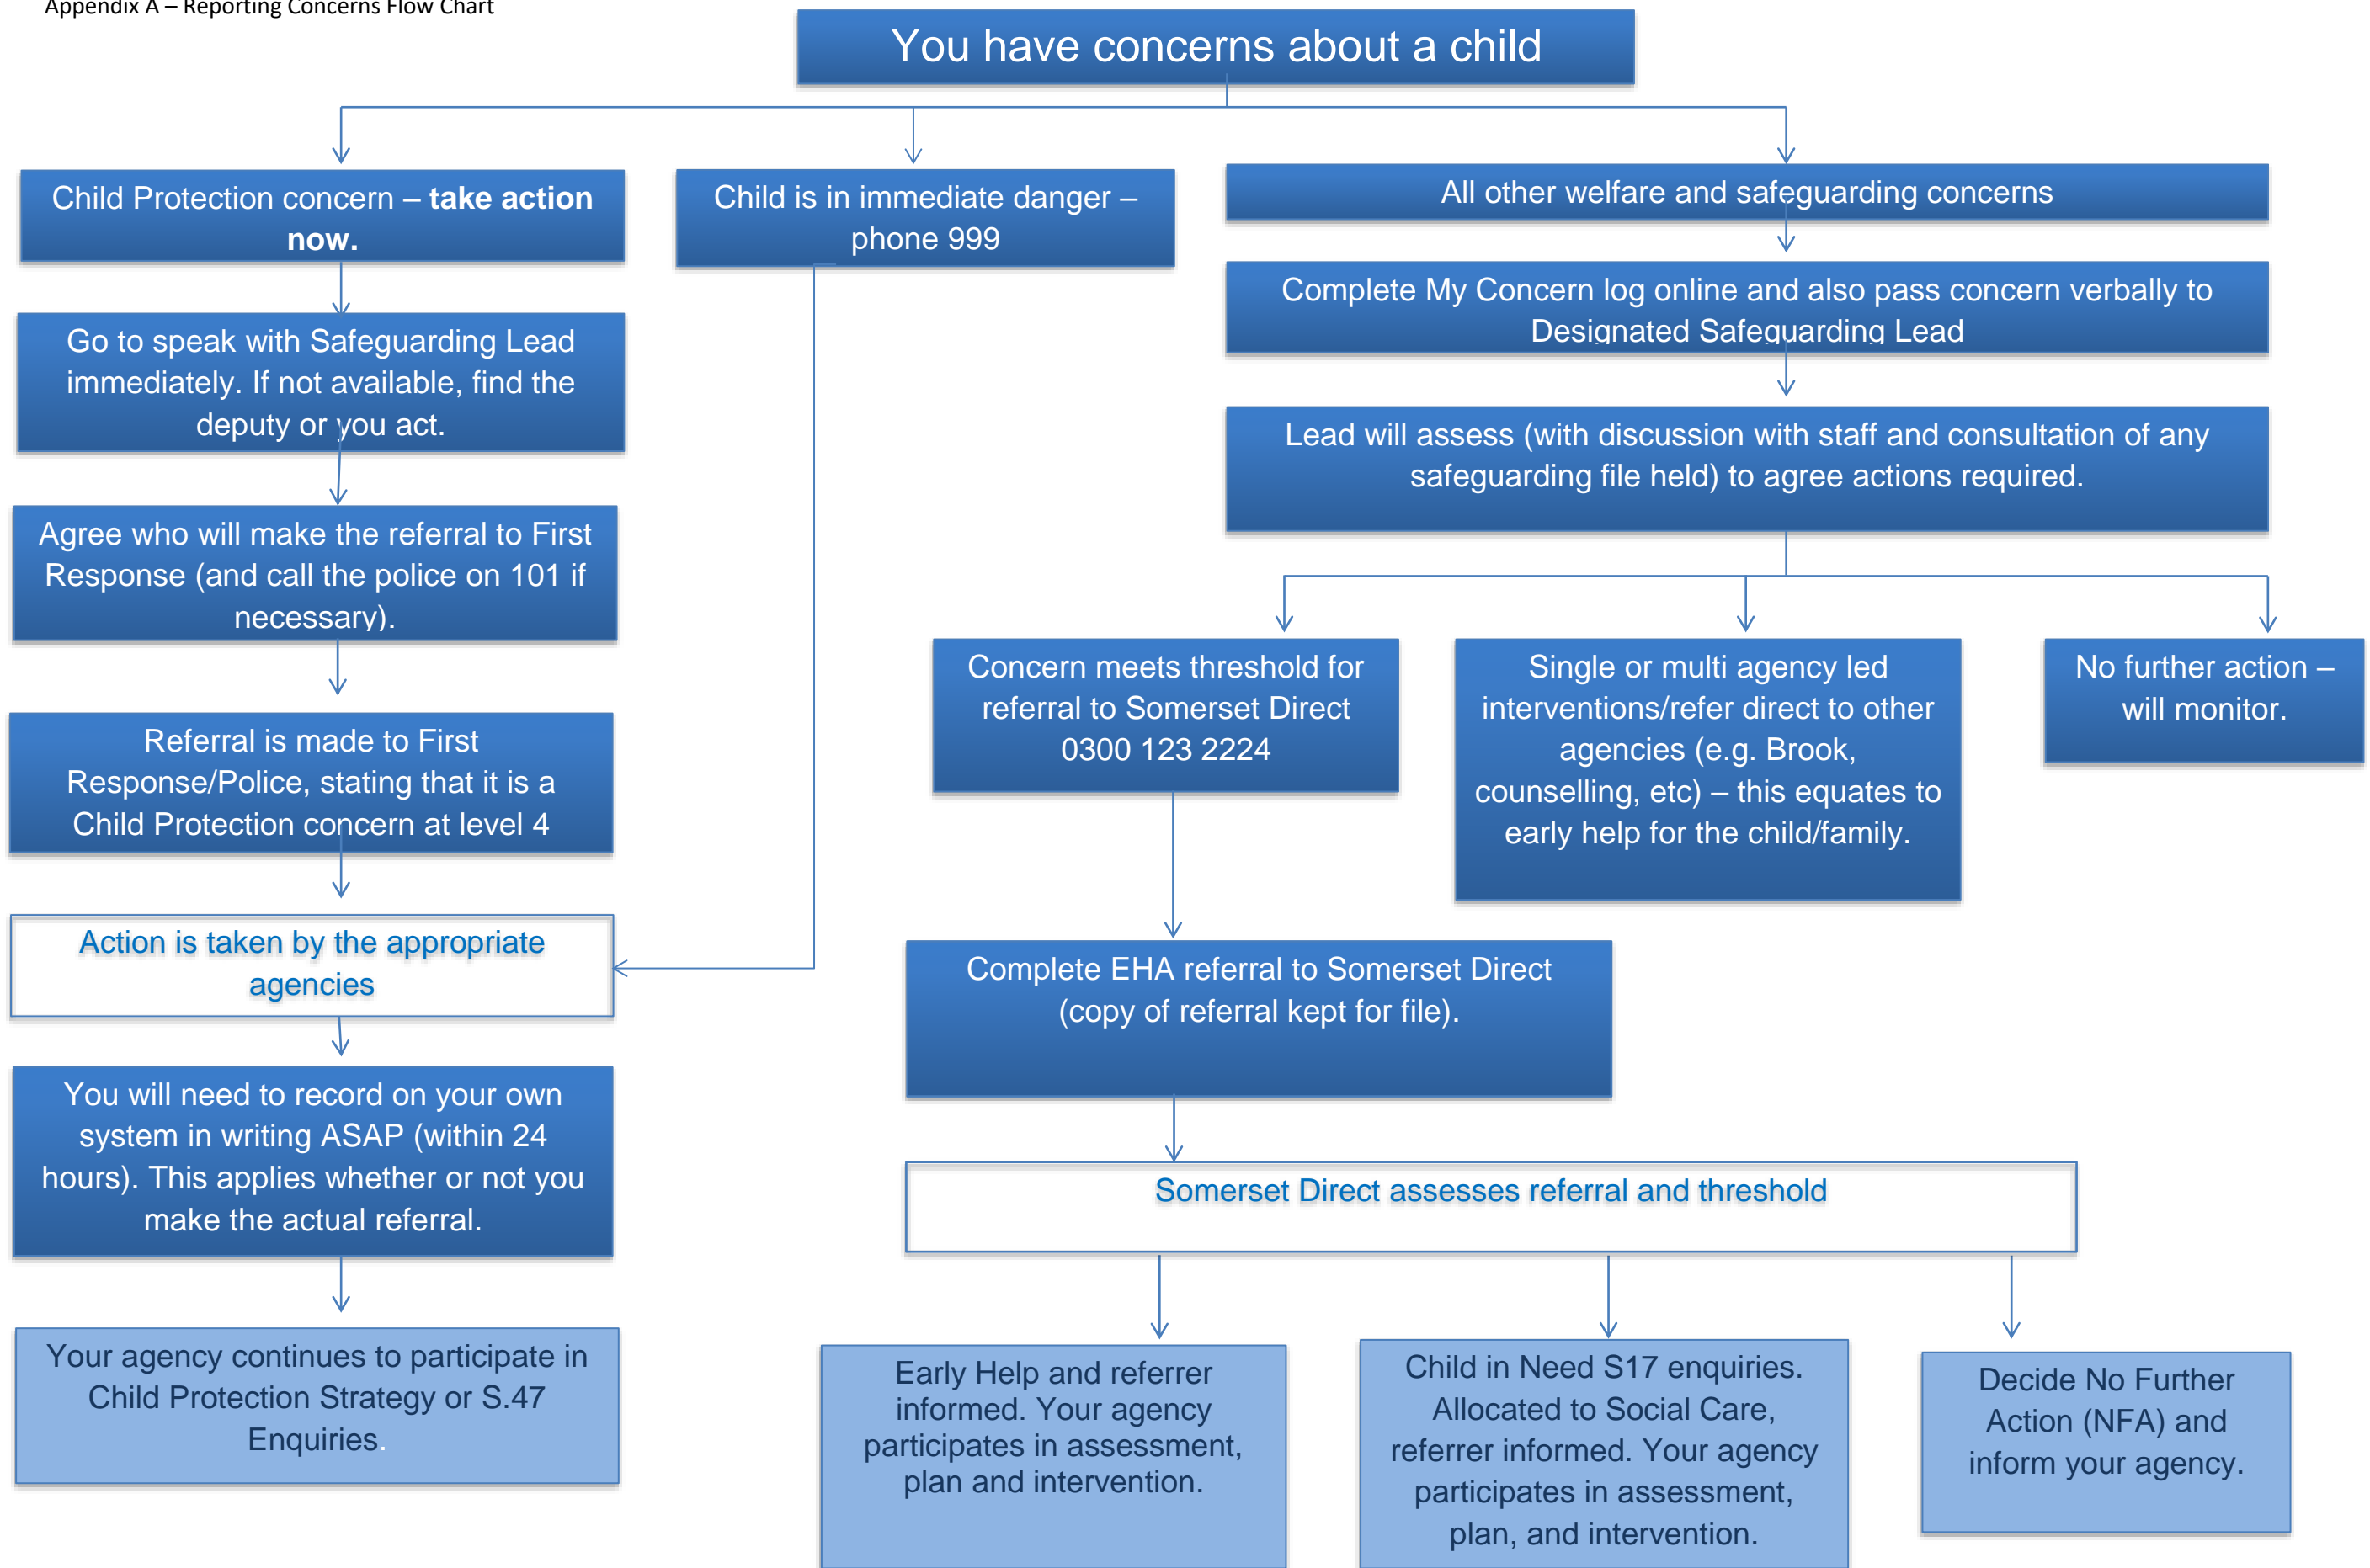 Appendix A – Reporting Concerns Flow Chart
You have concerns about a child
Child Protection concern – take action
now.
Child is in immediate danger –
phone 999
All other welfare and safeguarding concerns
Go to speak with Safeguarding Lead
immediately. If not available, find the
deputy or you act.
Agree who will make the referral to First
Response (and call the police on 101 if
necessary).
Referral is made to First
Response/Police, stating that it is a
Child Protection concern at level 4
Action is taken by the appropriate
agencies
You will need to record on your own
system in writing ASAP (within 24
hours). This applies whether or not you
make the actual referral.
Your agency continues to participate in
Child Protection Strategy or S.47
Enquiries.
Complete My Concern log online and also pass concern verbally to
Designated Safeguarding Lead
Lead will assess (with discussion with staff and consultation of any
safeguarding file held) to agree actions required.
Concern meets threshold for
referral to Somerset Direct
0300 123 2224
Single or multi agency led
interventions/refer direct to other
agencies (e.g. Brook,
counselling, etc) – this equates to
early help for the child/family.
No further action –
will monitor.
Complete EHA referral to Somerset Direct
(copy of referral kept for file).
Somerset Direct assesses referral and threshold
Early Help and referrer
informed. Your agency
participates in assessment,
plan and intervention.
Child in Need S17 enquiries.
Allocated to Social Care,
referrer informed. Your agency
participates in assessment,
plan, and intervention.
Decide No Further
Action (NFA) and
inform your agency.